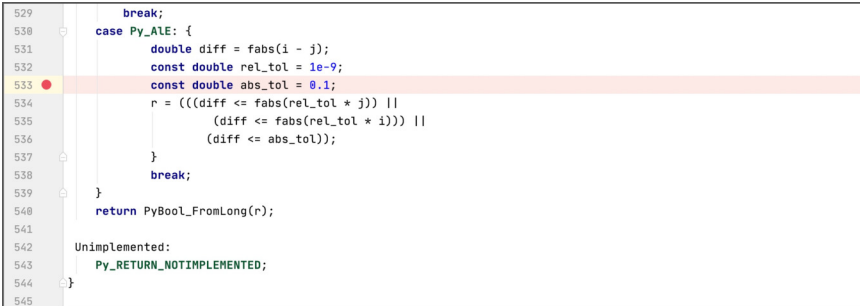 529 break;
530 case Py_AlE: {
531 double diff = fabs(i - j);
532 const double rel_tol = 1e-9;
533 const double abs_tol = 0.1;
534 r = (((diff <= fabs(rel_tol * j)) ||
535 (diff <= fabs(rel_tol * i))) ||
536 (diff <= abs_tol));
537 }
538 break;
539 }
540 return PyBool_FromLong(r);
541
542 Unimplemented:
543 Py_RETURN_NOTIMPLEMENTED;
544 }
545